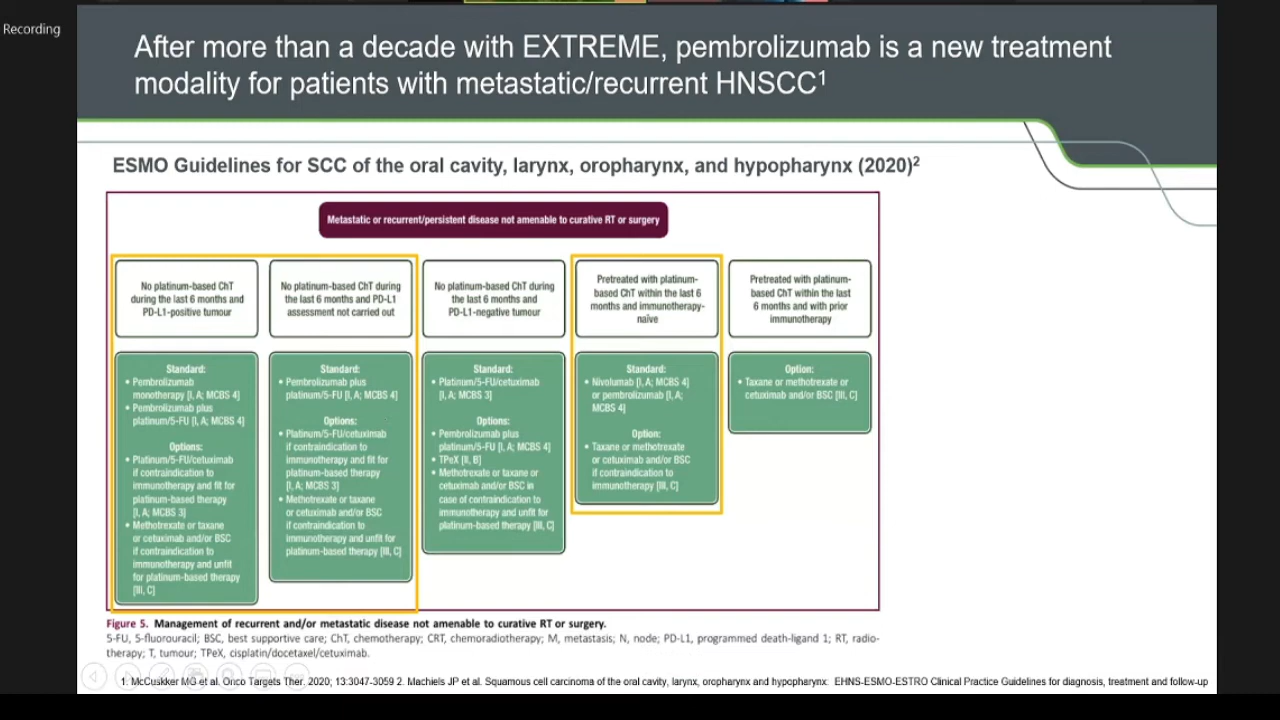 Recording
After more than a decade with EXTREME, pembrolizumab is a new treatment
modality for patients with metastatic/recurrent HNSCC1
ESMO Guidelines for SCC of the oral cavity, larynx, oropharynx, and hypopharynx (2020)2
Metastatic or recurrent/persistent disease not amenable to curative RT or surgery
No platinum-based ChT
during the last 6 months and
PD-L1-positive tumour
Standard:
• Pembrolizumab
monotherapy [I, A; MCBS 4]
• Pembrolizumab plus
platinum/5-FU [I, A; MCBS 4]
Options:
• Platinum/5-FU/cetuximab
if contraindication to
immunotherapy and fit for
platinum-based therapy
[I, A; MCBS 3]
• Methotrexate or taxane
or cetuximab and/or BSC
if contraindication to
immunotherapy and unfit
for platinum-based therapy
[III, C]
No platinum-based ChT during
the last 6 months and PD-L1
assessment not carried out
Standard:
• Pembrolizumab plus
platinum/5-FU [I, A; MCBS 4]
Options:
• Platinum/5-FU/cetuximab
if contraindication to
immunotherapy and fit for
platinum-based therapy
[I, A; MCBS 3]
• Methotrexate or taxane
or cetuximab and/or BSC
if contraindication to
immunotherapy and unfit for
platinum-based therapy [III, C]
No platinum-based ChT during
the last 6 months and
PD-L1-negative tumour
Standard:
• Platinum/5-FU/cetuximab
[I, A; MCBS 3]
Options:
• Pembrolizumab plus
platinum/5-FU [I, A; MCBS 4]
• TPeX [II, B]
• Methotrexate or taxane or
cetuximab and/or BSC in
case of contraindication to
immunotherapy and unfit for
platinum-based therapy [III, C]
Pretreated with platinum-
based ChT within the last 6
months and immunotherapy-
naïve
Standard:
• Nivolumab [I, A; MCBS 4]
or pembrolizumab [I, A;
MCBS 4]
Option:
• Taxane or methotrexate
or cetuximab and/or BSC
if contraindication to
immunotherapy [III, C]
Pretreated with platinum-
based ChT within the last
6 months and with prior
immunotherapy
Option:
• Taxane or methotrexate or
cetuximab and/or BSC [III, C]
Figure 5. Management of recurrent and/or metastatic disease not amenable to curative RT or surgery.
5-FU, 5-fluorouracil; BSC, best supportive care; ChT, chemotherapy; CRT, chemoradiotherapy; M, metastasis; N, node; PD-L1, programmed death-ligand 1; RT, radio-
therapy; T, tumour; TPeX, cisplatin/docetaxel/cetuximab.
1. McCuskker MG et al. Onco Targets Ther. 2020; 13:3047-3059 2. Machiels JP et al. Squamous cell carcinoma of the oral cavity, larynx, oropharynx and hypopharynx: EHNS-ESMO-ESTRO Clinical Practice Guidelines for diagnosis, treatment and follow-up